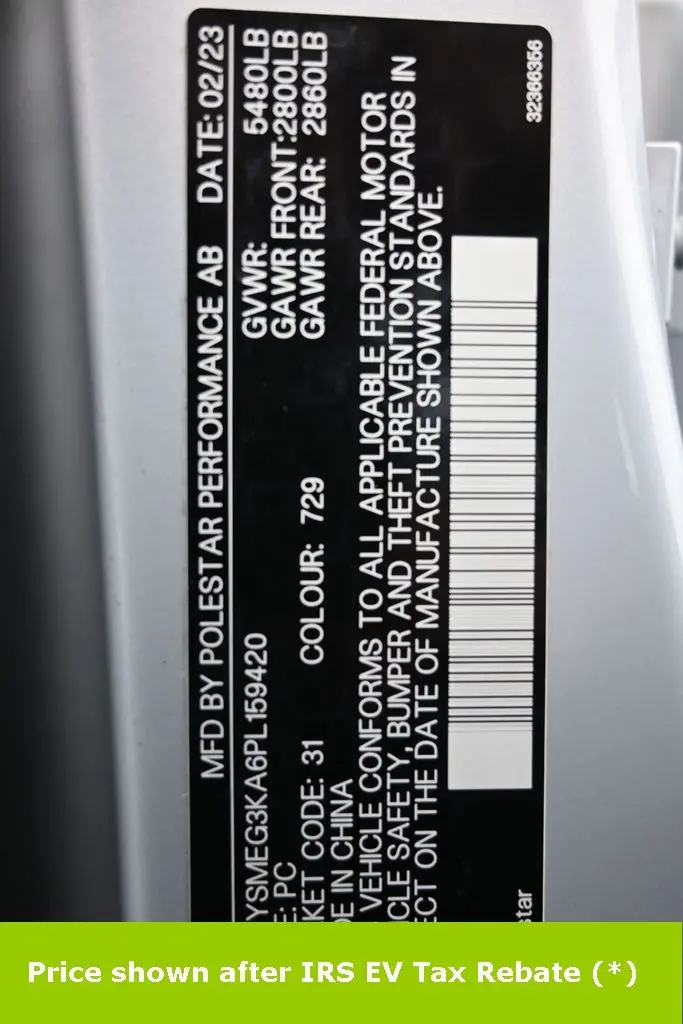 MFD BY POLESTAR PERFORMANCE AB DATE: 02/23
YSMEG3KA6PL159420 GVWR: 5480LB
E: PC GAWR FRONT:2800LB
KET CODE: 31 COLOUR: 729 GAWR REAR: 2860LB
DE IN CHINA
VEHICLE CONFORMS TO ALL APPLICABLE FEDERAL MOTOR
ICLE SAFETY, BUMPER AND THEFT PREVENTION STANDARDS IN
ECT ON THE DATE OF MANUFACTURE SHOWN ABOVE.
star 32366356
Price shown after IRS EV Tax Rebate (*)